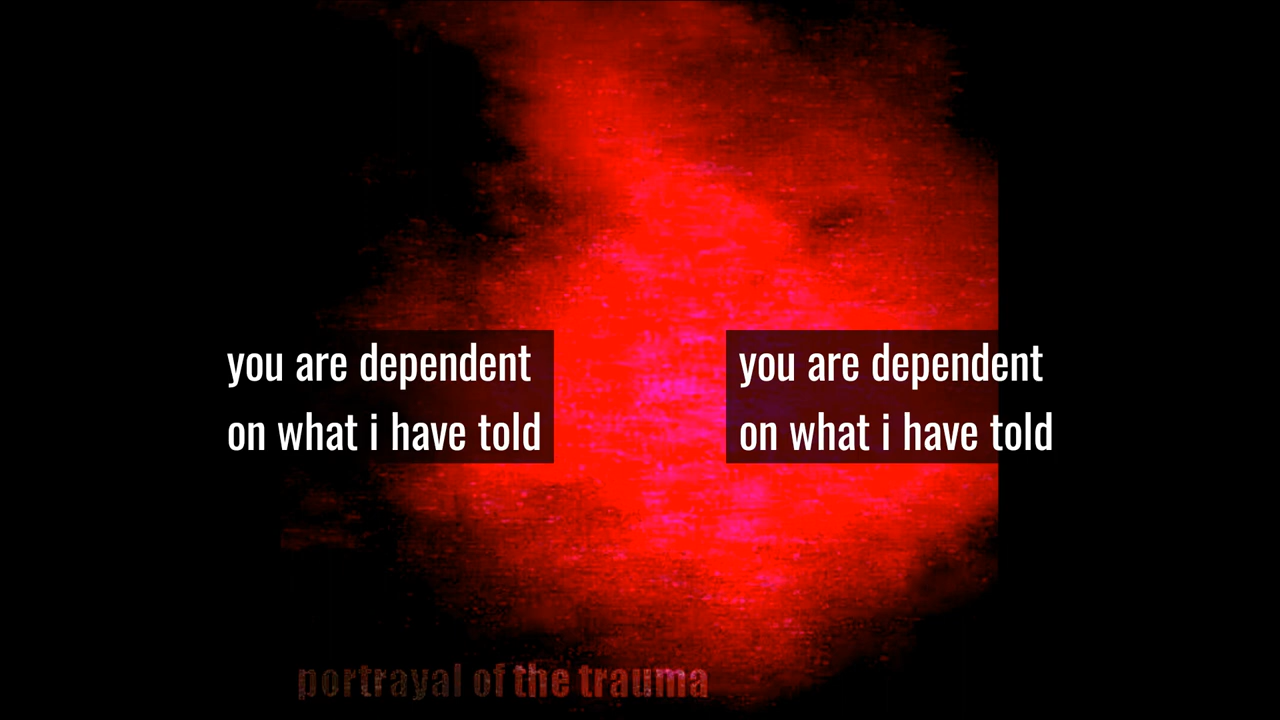 you are dependent
on what i have told
you are dependent
on what i have told
portrayal of the trauma